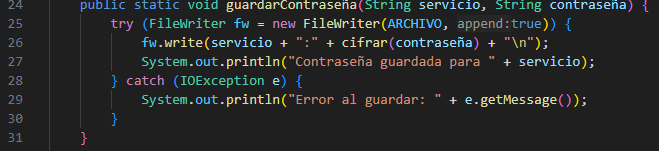 24 public static void guardarContraseña(String servicio, String contraseña) {
25 try (FileWriter fw = new FileWriter(ARCHIVO, append:true)) {
26 fw.write(servicio + ":" + cifrar(contraseña) + "\n");
27 System.out.println("Contraseña guardada para " + servicio);
28 } catch (IOException e) {
29 System.out.println("Error al guardar: " + e.getMessage());
30 }
31 }